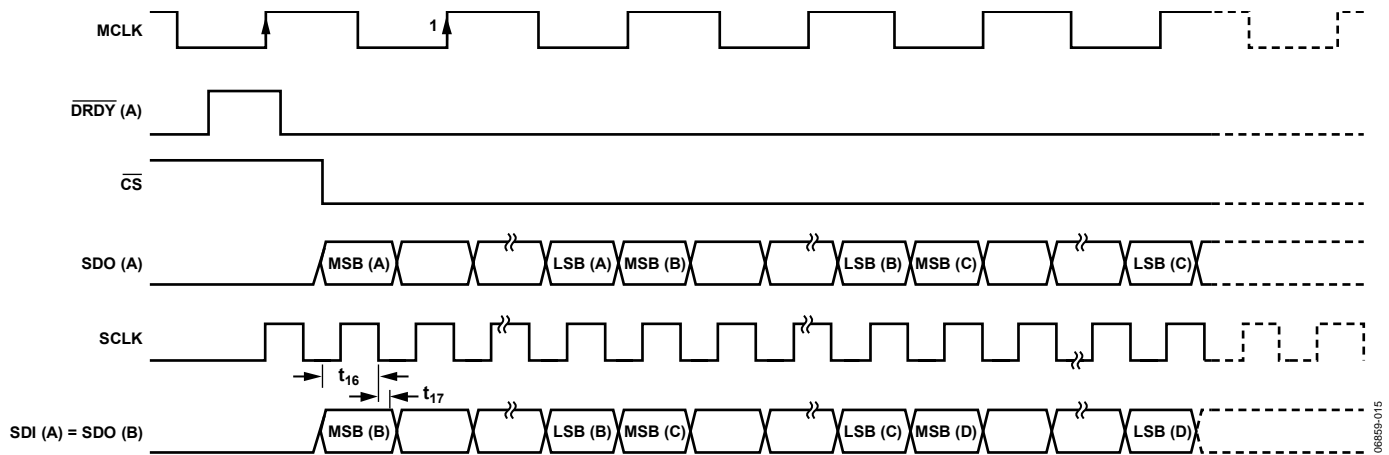 MCLK
1
DRDY (A)
CS
SDO (A)
MSB (A) LSB (A) MSB (B) LSB (B) MSB (C) LSB (C)
SCLK
t16
t17
SDI (A) = SDO (B)
MSB (B) LSB (B) MSB (C) LSB (C) MSB (D) LSB (D)
06859-015